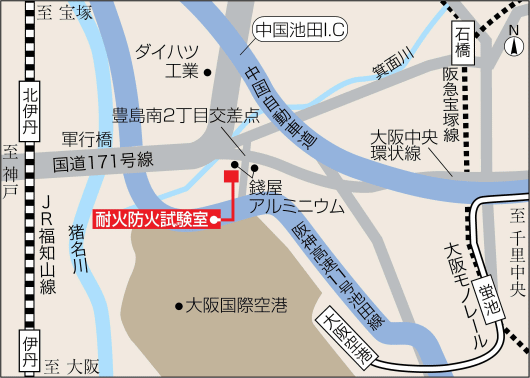 至 宝塚
中国池田I.C
石橋
N
ダイハツ
工業
中国自動車道
箕面川
阪急宝塚線
北伊丹
豊島南2丁目交差点
軍行橋
大阪中央
環状線
至 神戸
国道171号線
錢屋
アルミニウム
耐火防火試験室
JR福知山線
猪名川
阪神高速11号池田線
大阪モノレール
至 千里中央
蛍池
大阪国際空港
大阪空港
伊丹
至 大阪